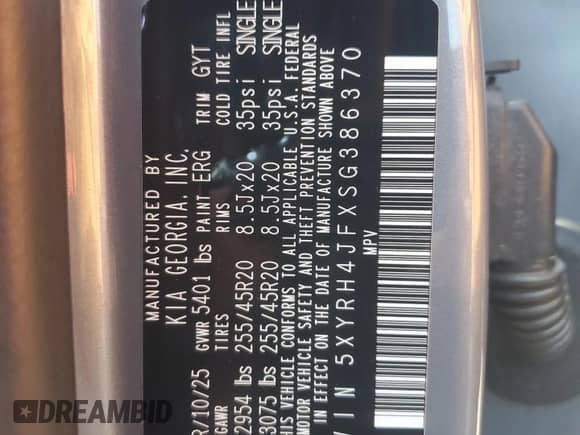 MANUFACTURED BY
KIA GEORGIA, INC.
R/10/25 GVWR 5401 lbs PAINT ERG TRIM GYT
GAWR TIRES RIMS COLD TIRE INFL
2954 lbs 255/45R20 8.5Jx20 35psi SINGLE
3075 lbs 255/45R20 8.5Jx20 35psi SINGLE
THIS VEHICLE CONFORMS TO ALL APPLICABLE U.S.A. FEDERAL
MOTOR VEHICLE SAFETY AND THEFT PREVENTION STANDARDS
IN EFFECT ON THE DATE OF MANUFACTURE SHOWN ABOVE
VIN 5XYRH4JFXSG386370
MPV
DREAMBID